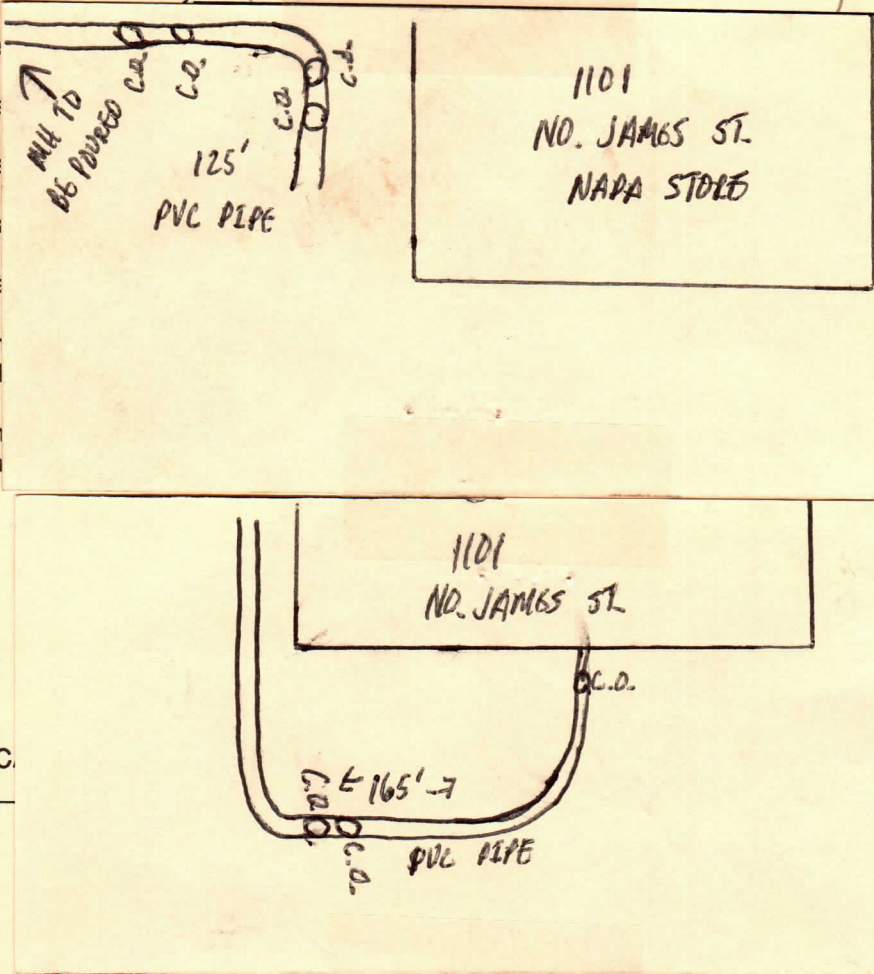 C.O.
C.O.
C.O.
C.O.
MH TO
BE POURED
125'
PVC PIPE
1101
NO. JAMES ST.
NAPA STORE
1101
NO. JAMES ST.
C.O.
C.O.
← 165' →
C.O.
PVC PIPE
C